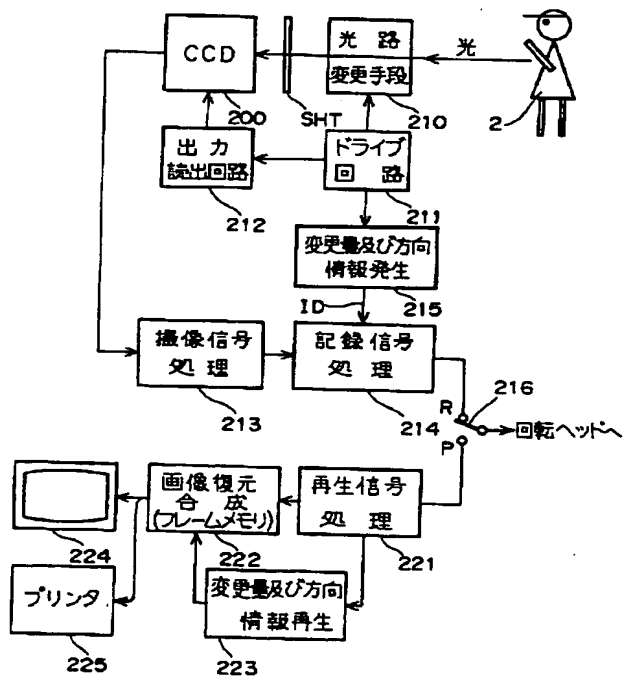 CCD
200
SHT
光路
変更手段
210
光
2
出力
読出回路
212
ドライブ
回路
211
変更量及び方向
情報発生
215
ID
撮像信号
処理
213
記録信号
処理
214
R
216
P
回転ヘッドへ
224
画像復元
合成
(フレームメモリ)
222
再生信号
処理
221
プリンタ
225
変更量及び方向
情報再生
223